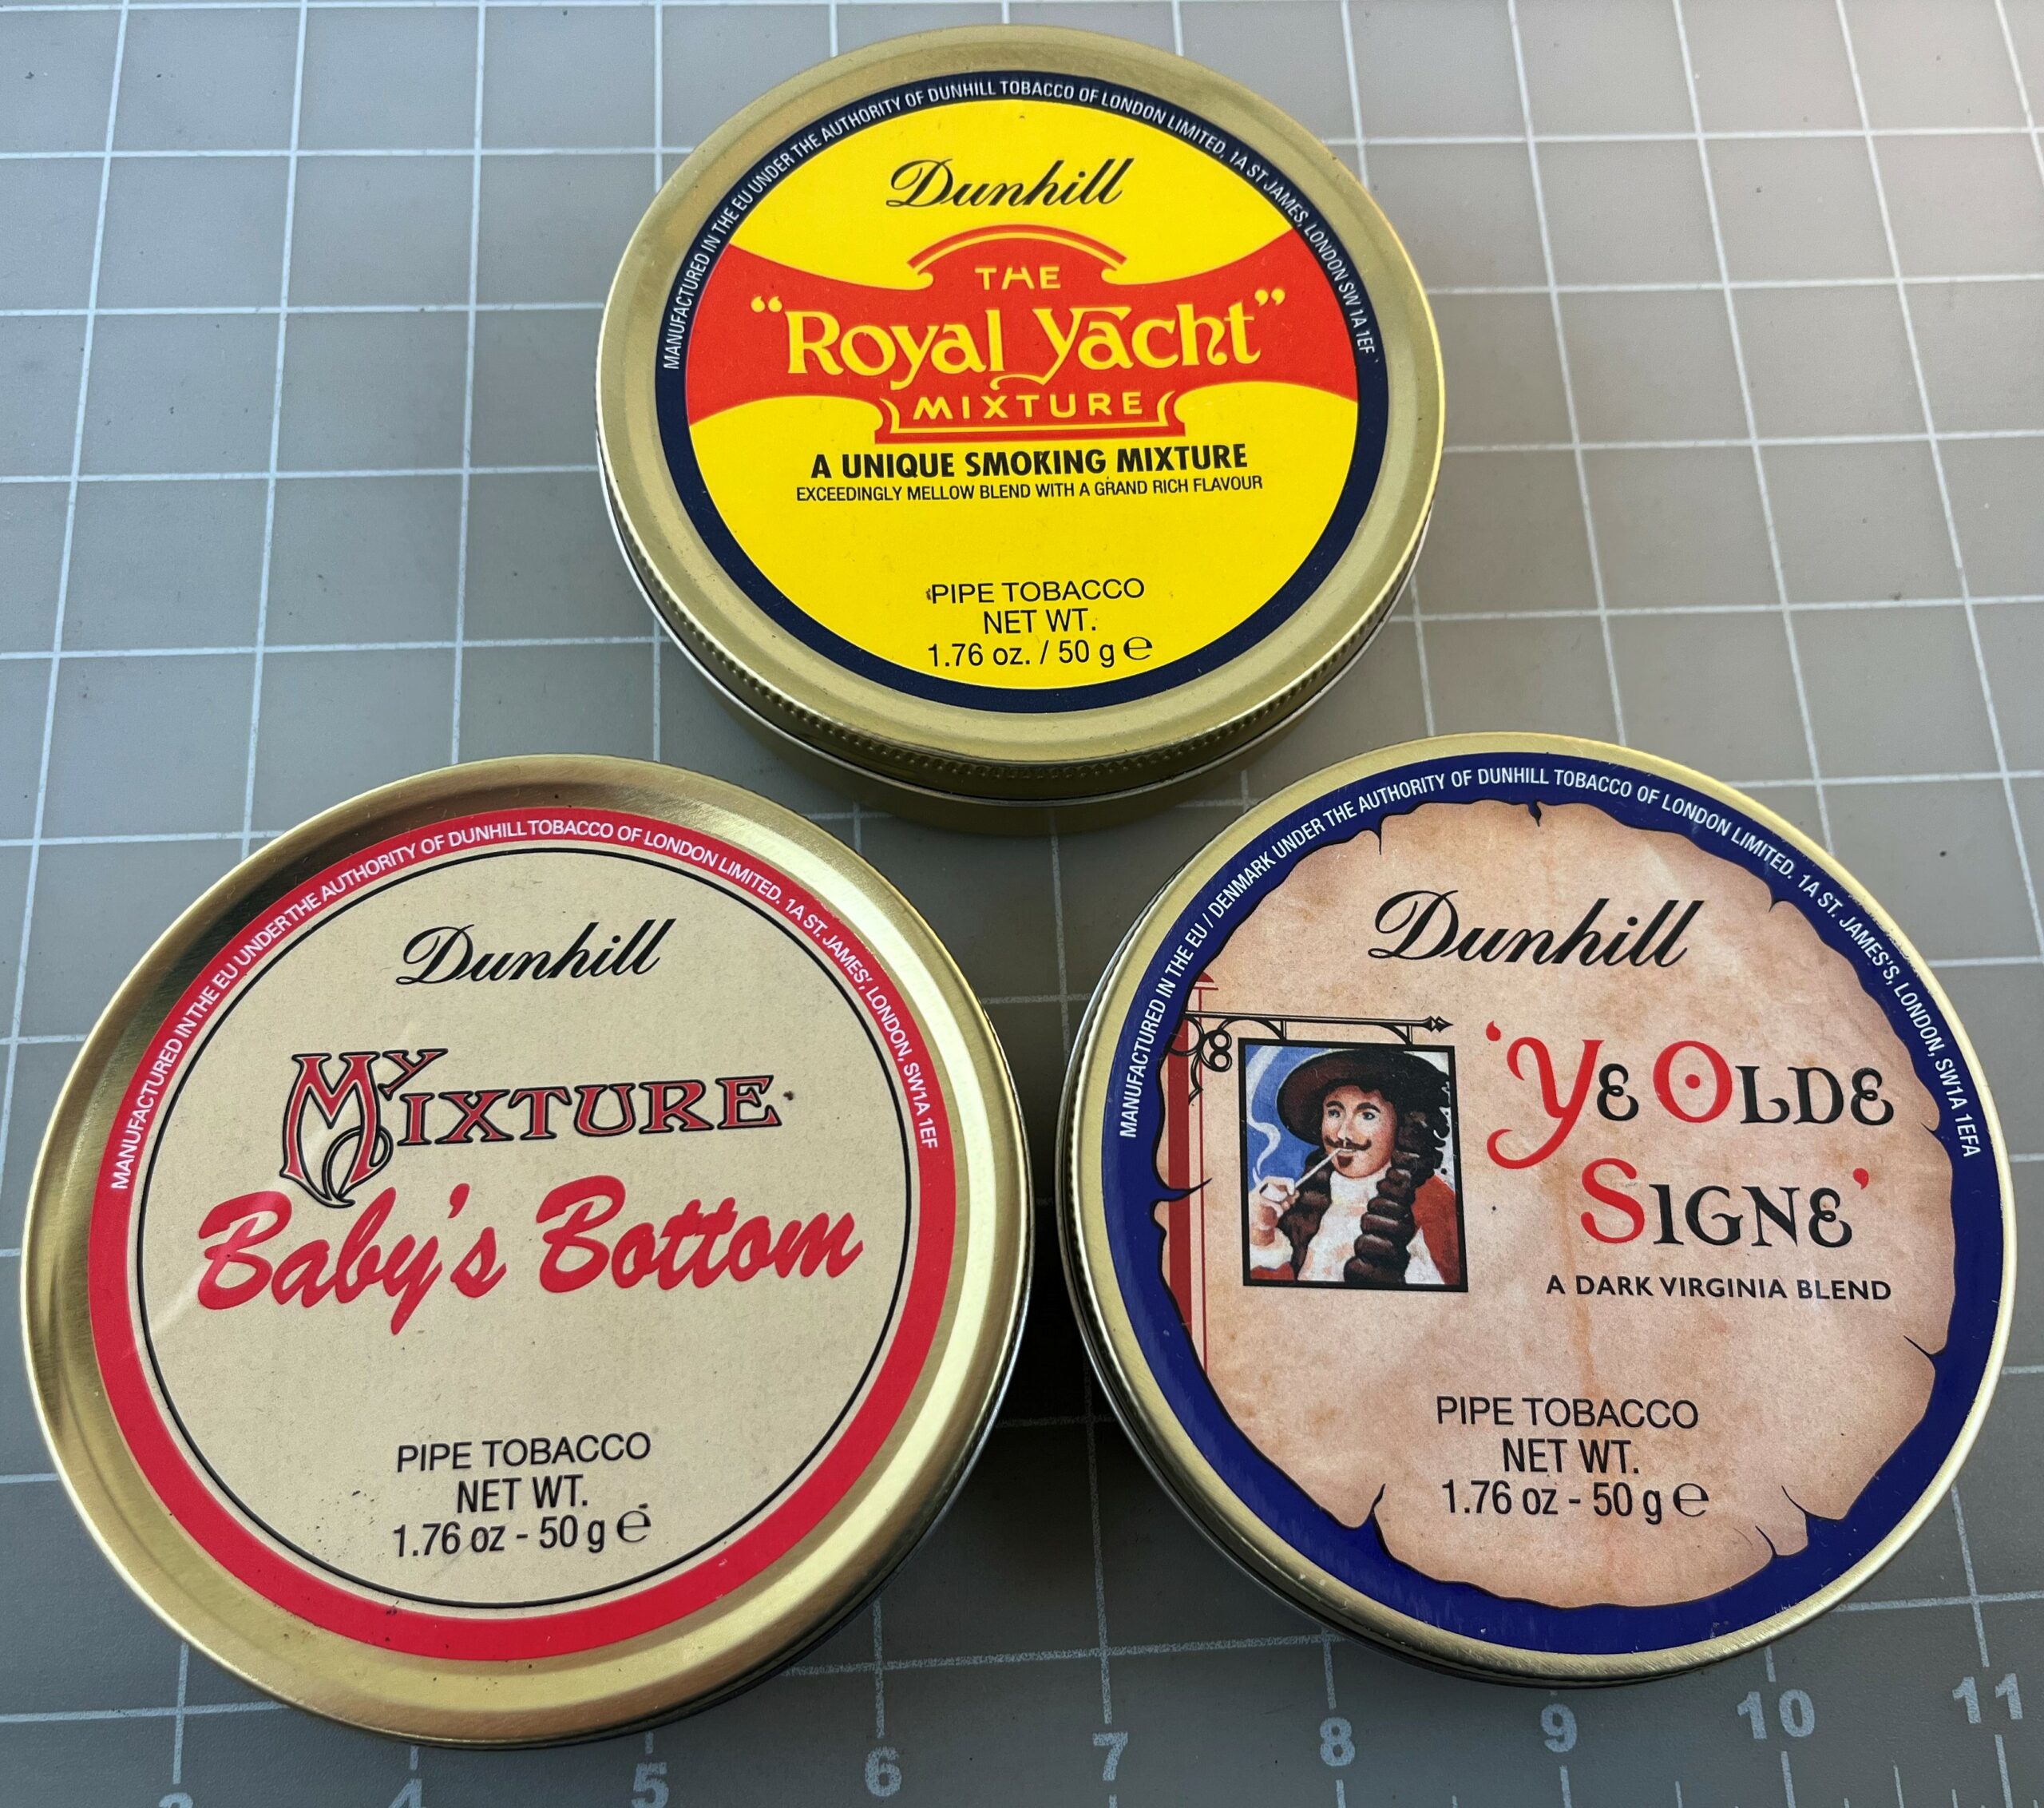 MANUFACTURED IN THE EU UNDER THE AUTHORITY OF DUNHILL TOBACCO OF LONDON LIMITED, 1A ST JAMES, LONDON SW 1A 1EF
Dunhill
THE
"Royal Yacht"
MIXTURE
A UNIQUE SMOKING MIXTURE
EXCEEDINGLY MELLOW BLEND WITH A GRAND RICH FLAVOUR
PIPE TOBACCO
NET WT.
1.76 oz. / 50 g ℮
MANUFACTURED IN THE EU UNDER THE AUTHORITY OF DUNHILL TOBACCO OF LONDON LIMITED. 1A ST. JAMES', LONDON, SW1A 1EF
Dunhill
My MIXTURE
Baby's Bottom
PIPE TOBACCO
NET WT.
1.76 oz - 50 g ℮
MANUFACTURED IN THE EU / DENMARK UNDER THE AUTHORITY OF DUNHILL TOBACCO OF LONDON LIMITED. 1A ST. JAMES'S, LONDON, SW1A 1EFA
Dunhill
'YE OLDE
SIGNE'
A DARK VIRGINIA BLEND
PIPE TOBACCO
NET WT.
1.76 oz - 50 g ℮
3 4 5 6 7 8 9 10 11